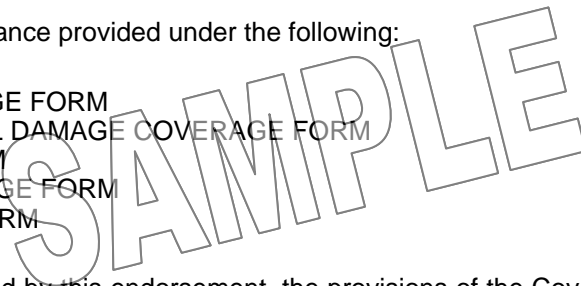 ance provided under the following:
GE FORM
L DAMAGE COVERAGE FORM
M
GE FORM
ORM
d by this endorsement, the provisions of the Cov
SAMPLE